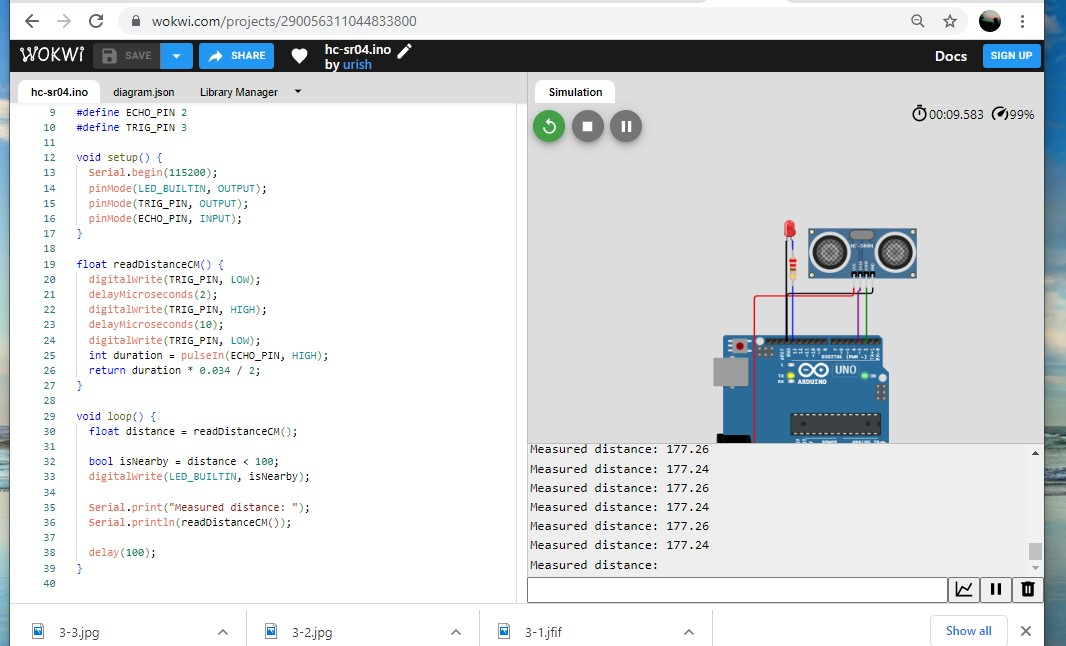 wokwi.com/projects/290056311044833800
WOKWi SAVE SHARE hc-sr04.ino
by urish Docs SIGN UP
hc-sr04.ino diagram.json Library Manager
9 #define ECHO_PIN 2
10 #define TRIG_PIN 3
11
12 void setup() {
13 Serial.begin(115200);
14 pinMode(LED_BUILTIN, OUTPUT);
15 pinMode(TRIG_PIN, OUTPUT);
16 pinMode(ECHO_PIN, INPUT);
17 }
18
19 float readDistanceCM() {
20 digitalWrite(TRIG_PIN, LOW);
21 delayMicroseconds(2);
22 digitalWrite(TRIG_PIN, HIGH);
23 delayMicroseconds(10);
24 digitalWrite(TRIG_PIN, LOW);
25 int duration = pulseIn(ECHO_PIN, HIGH);
26 return duration * 0.034 / 2;
27 }
28
29 void loop() {
30 float distance = readDistanceCM();
31
32 bool isNearby = distance < 100;
33 digitalWrite(LED_BUILTIN, isNearby);
34
35 Serial.print("Measured distance: ");
36 Serial.println(readDistanceCM());
37
38 delay(100);
39 }
40
Simulation
00:09.583 99%
HC-SR04
DIGITAL (PWM ~)
UNO
ARDUINO
TX
RX
ON
L
Measured distance: 177.26
Measured distance: 177.24
Measured distance: 177.26
Measured distance: 177.24
Measured distance: 177.26
Measured distance: 177.24
Measured distance:
3-3.jpg 3-2.jpg 3-1.jfif Show all